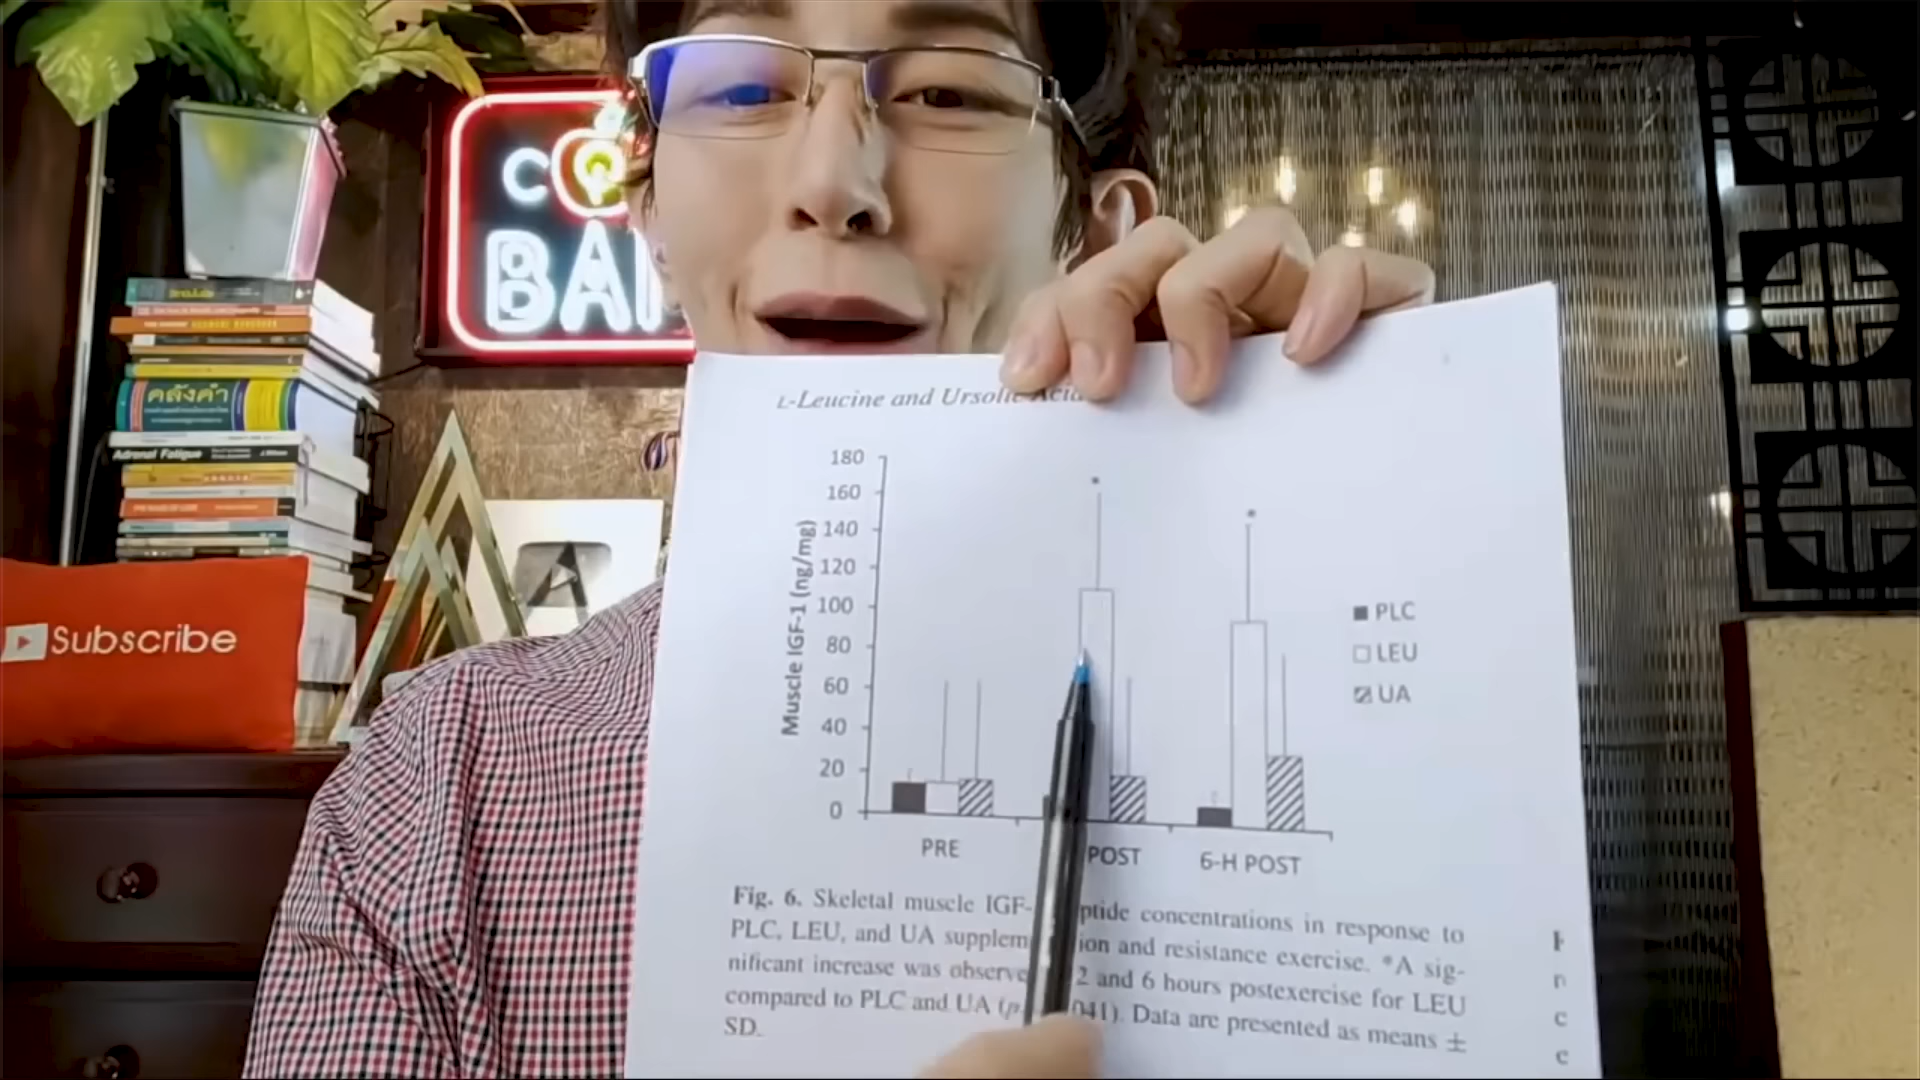 Subscribe
คลังคำ
Adrenal Fatigue
L-Leucine and Ursolic Acid
Muscle IGF-1 (ng/mg)
180
160
140
120
100
80
60
40
20
0
PRE
POST
6-H POST
PLC
LEU
UA
Fig. 6. Skeletal muscle IGF- ptide concentrations in response to
PLC, LEU, and UA supplem ion and resistance exercise. *A sig-
nificant increase was observe 2 and 6 hours postexercise for LEU
compared to PLC and UA (p 041). Data are presented as means ±
SD.